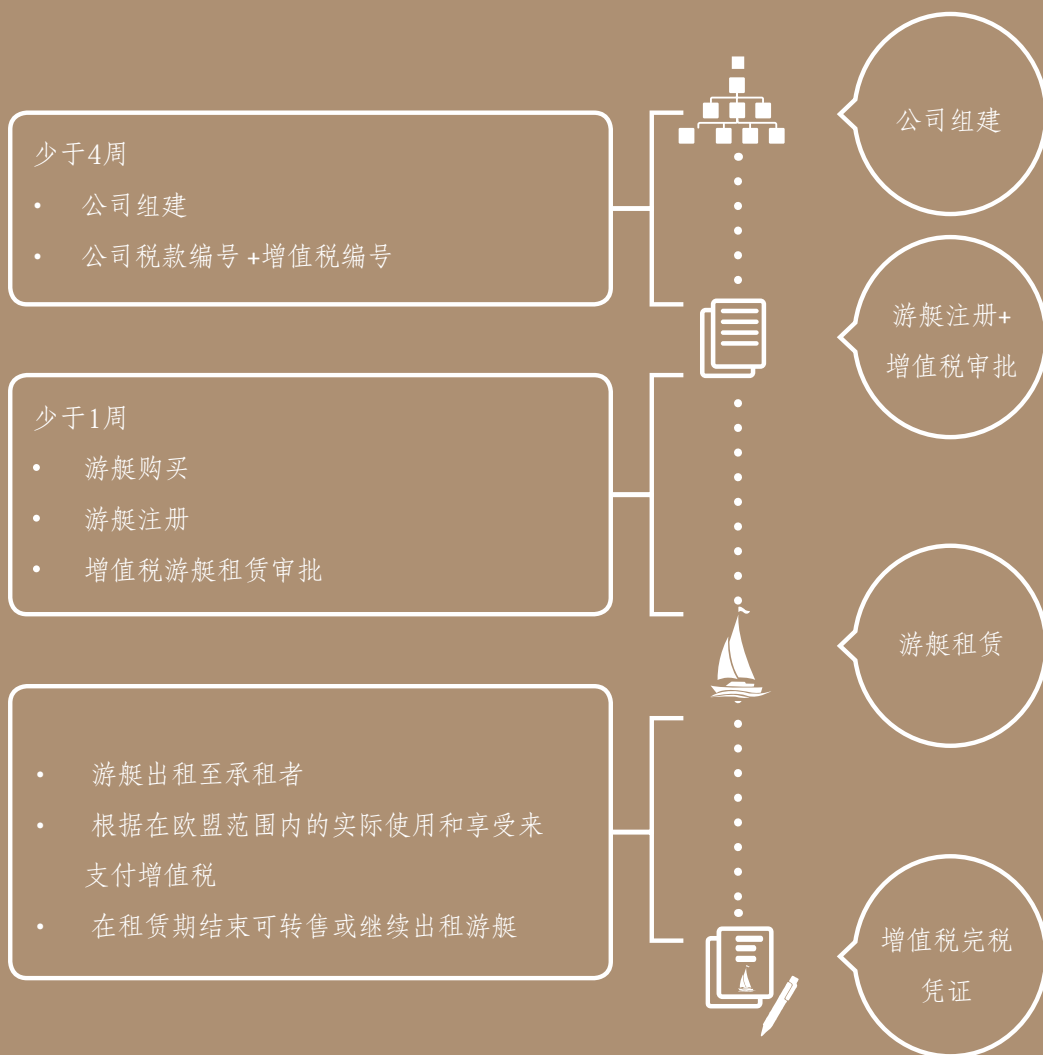 公司组建
少于4周
• 公司组建
• 公司税款编号 +增值税编号
游艇注册+
增值税审批
少于1周
• 游艇购买
• 游艇注册
• 增值税游艇租赁审批
游艇租赁
• 游艇出租至承租者
• 根据在欧盟范围内的实际使用和享受来
支付增值税
• 在租赁期结束可转售或继续出租游艇
增值税完税
凭证